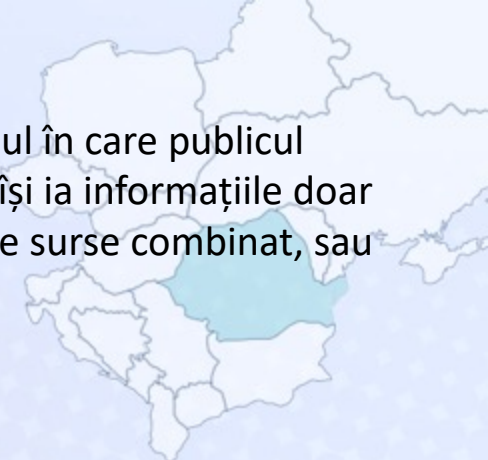 ul în care publicul
își ia informațiile doar
e surse combinat, sau